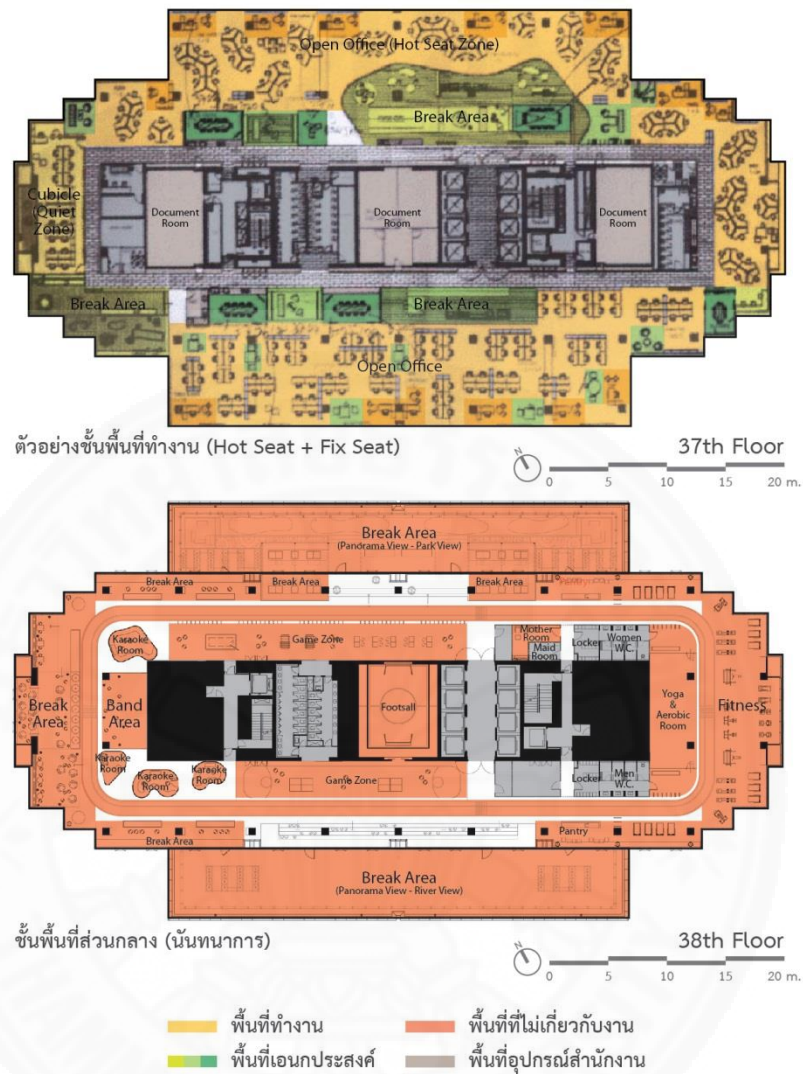 Open Office (Hot Seat Zone)
Break Area
Cubicle
(Quiet
Zone)
Document
Room
Document
Room
Document
Room
Break Area
Break Area
Open Office
ตัวอย่างชั้นพื้นที่ทำงาน (Hot Seat + Fix Seat)
37th Floor
N
0 5 10 15 20 m.
Break Area
(Panorama View - Park View)
Break Area
Break Area
Break Area
Pantry
Karaoke
Room
Game Zone
Mother
Room
Maid
Room
Locker
Women
W.C.
Break
Area
Band
Area
Footsall
Yoga
&
Aerobic
Room
Fitness
Karaoke
Room
Karaoke
Room
Karaoke
Room
Game Zone
Locker
Men
W.C.
Break Area
Pantry
Break Area
(Panorama View - River View)
ชั้นพื้นที่ส่วนกลาง (นันทนาการ)
38th Floor
N
0 5 10 15 20 m.
พื้นที่ทำงาน
พื้นที่ที่ไม่เกี่ยวกับงาน
พื้นที่เอนกประสงค์
พื้นที่อุปกรณ์สำนักงาน